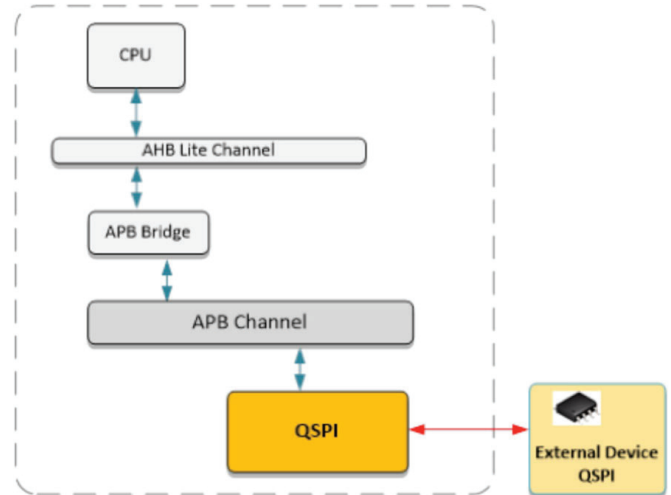 CPU
AHB Lite Channel
APB Bridge
APB Channel
QSPI
External Device
QSPI